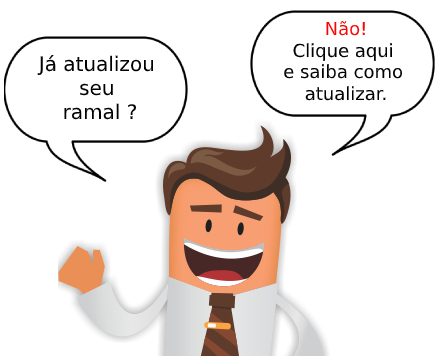 Já atualizou
seu
ramal ?
Não!
Clique aqui
e saiba como
atualizar.